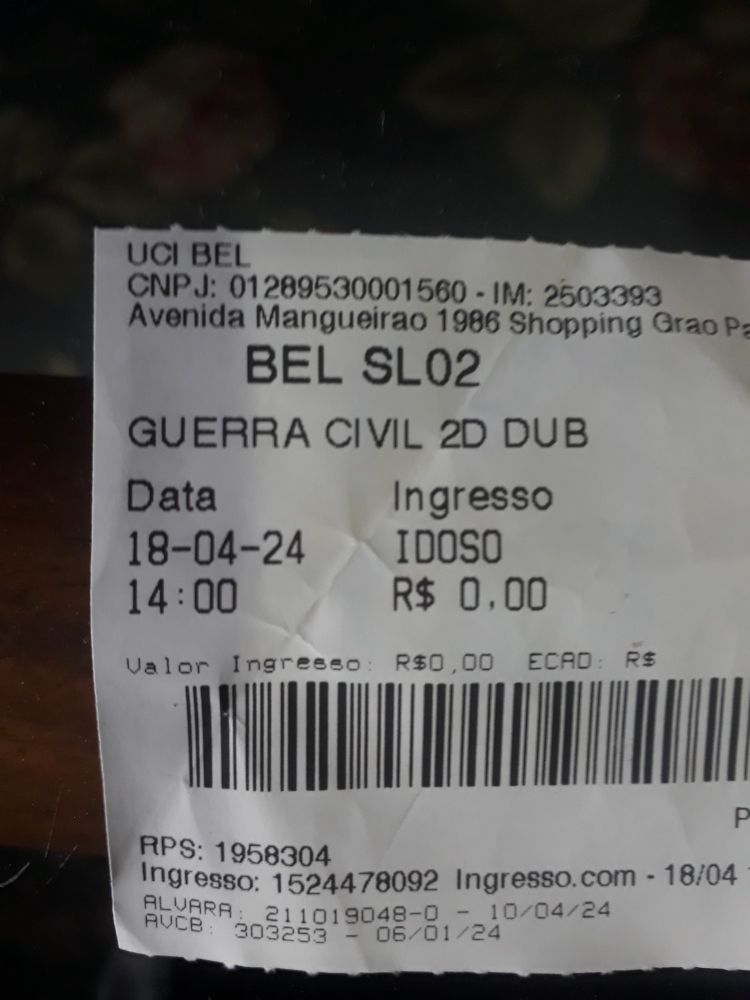 UCI BEL
CNPJ: 01289530001560 - IM: 2503393
Avenida Mangueirao 1986 Shopping Grao Pa
BEL SL02
GUERRA CIVIL 2D DUB
Data Ingresso
18-04-24 IDOSO
14:00 R$ 0,00
Valor Ingresso: R$0,00 ECAD: R$
P
RPS: 1958304
Ingresso: 1524478092 Ingresso.com - 18/04
ALVARA: 211019048-0 - 10/04/24
AVCB: 303253 - 06/01/24